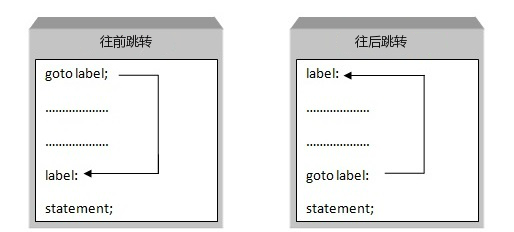 往前跳转
goto label;
...................
...................
label:
statement;
往后跳转
label:
...................
...................
goto label:
statement;